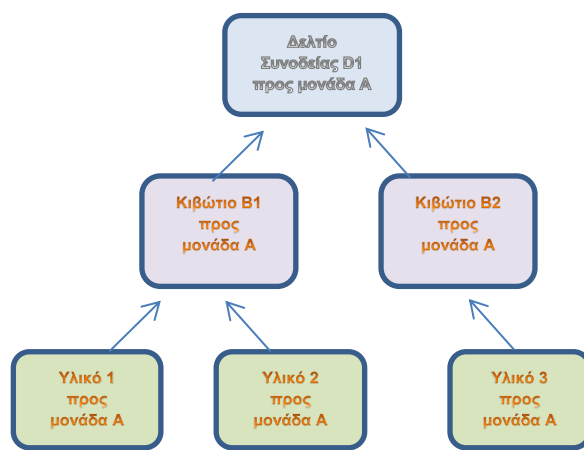 Δελτίο
Συνοδείας D1
προς μονάδα Α
Κιβώτιο Β1
προς
μονάδα Α
Κιβώτιο Β2
προς
μονάδα Α
Υλικό 1
προς
μονάδα Α
Υλικό 2
προς
μονάδα Α
Υλικό 3
προς
μονάδα Α